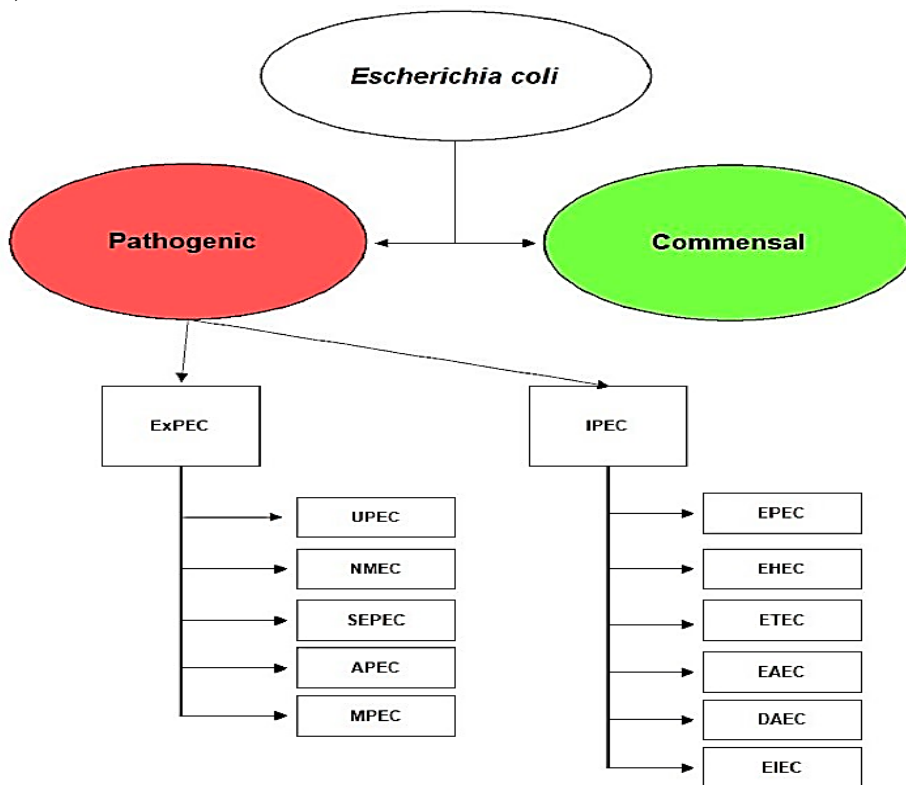 Escherichia coli
Pathogenic
Commensal
ExPEC
IPEC
UPEC
NMEC
SEPEC
APEC
MPEC
EPEC
EHEC
ETEC
EAEC
DAEC
EIEC